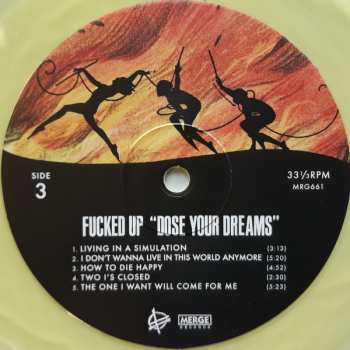 SIDE
3
33⅓RPM
MRG661
FUCKED UP "DOSE YOUR DREAMS"
1. LIVING IN A SIMULATION (3:13)
2. I DON'T WANNA LIVE IN THIS WORLD ANYMORE (5:20)
3. HOW TO DIE HAPPY (4:52)
4. TWO I'S CLOSED (2:30)
5. THE ONE I WANT WILL COME FOR ME (5:23)
MERGE
RECORDS